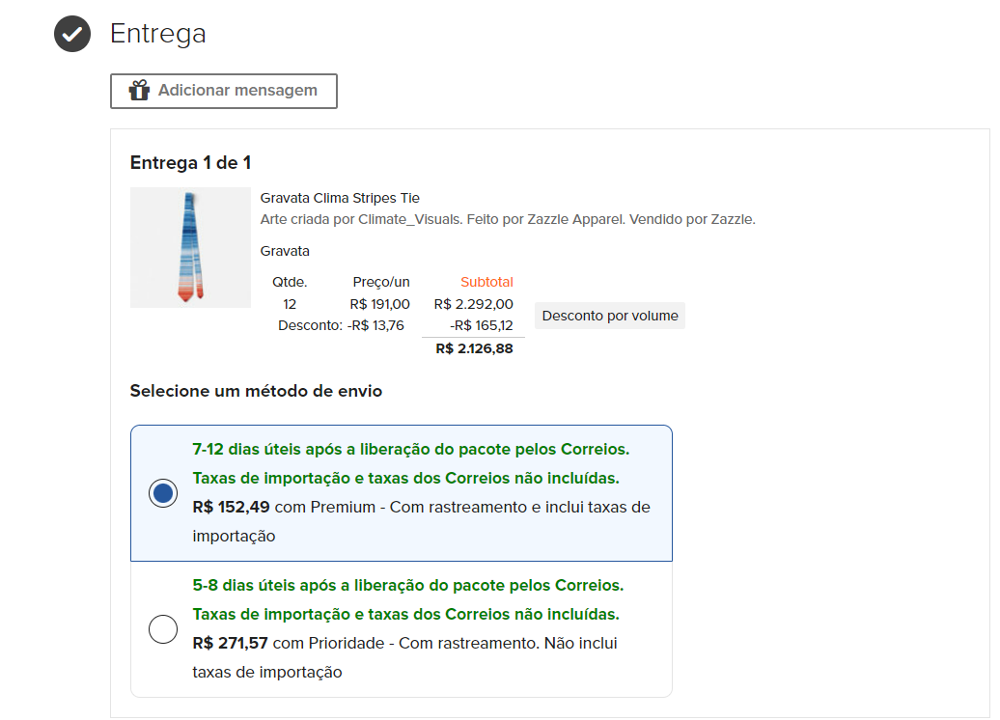 Entrega
Adicionar mensagem
Entrega 1 de 1
Gravata Clima Stripes Tie
Arte criada por Climate_Visuals. Feito por Zazzle Apparel. Vendido por Zazzle.
Gravata
Qtde. Preço/un Subtotal
12 R$ 191,00 R$ 2.292,00
Desconto: -R$ 13,76 -R$ 165,12 Desconto por volume
R$ 2.126,88
Selecione um método de envio
7-12 dias úteis após a liberação do pacote pelos Correios.
Taxas de importação e taxas dos Correios não incluídas.
R$ 152,49 com Premium - Com rastreamento e inclui taxas de
importação
5-8 dias úteis após a liberação do pacote pelos Correios.
Taxas de importação e taxas dos Correios não incluídas.
R$ 271,57 com Prioridade - Com rastreamento. Não inclui
taxas de importação